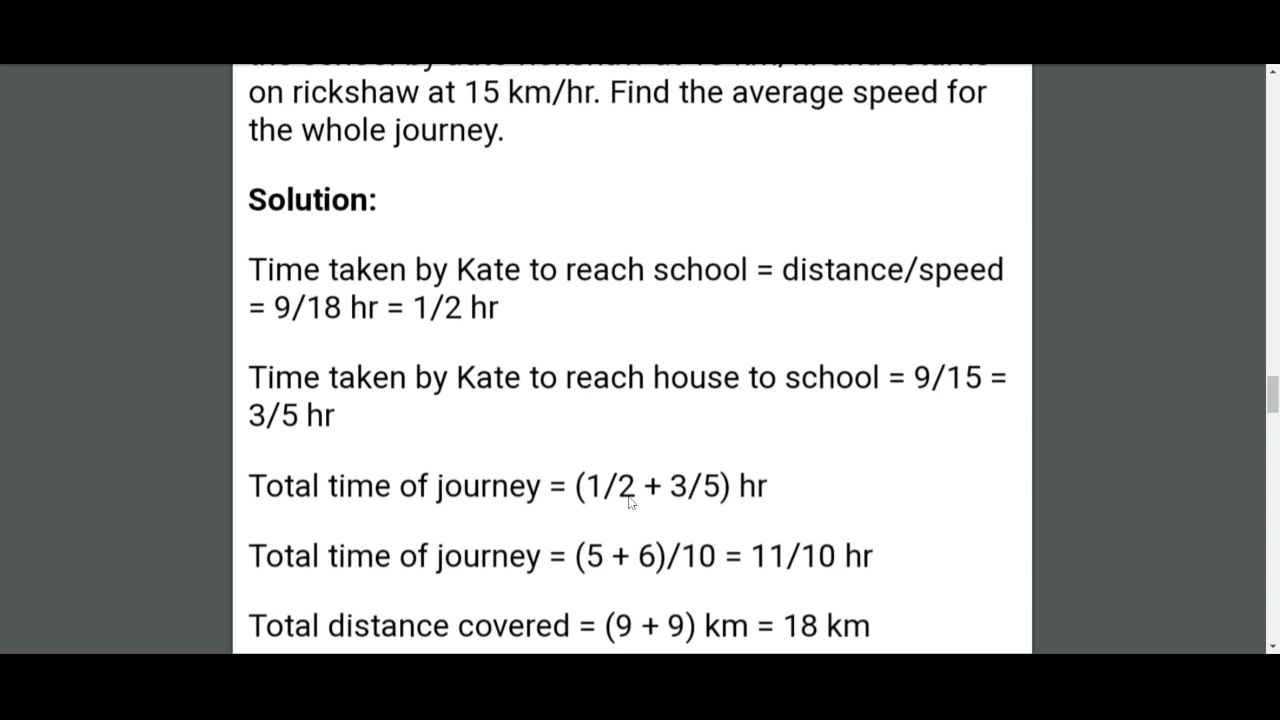 on rickshaw at 15 km/hr. Find the average speed for
the whole journey.
Solution:
Time taken by Kate to reach school = distance/speed
= 9/18 hr = 1/2 hr
Time taken by Kate to reach house to school = 9/15 =
3/5 hr
Total time of journey = (1/2 + 3/5) hr
Total time of journey = (5 + 6)/10 = 11/10 hr
Total distance covered = (9 + 9) km = 18 km